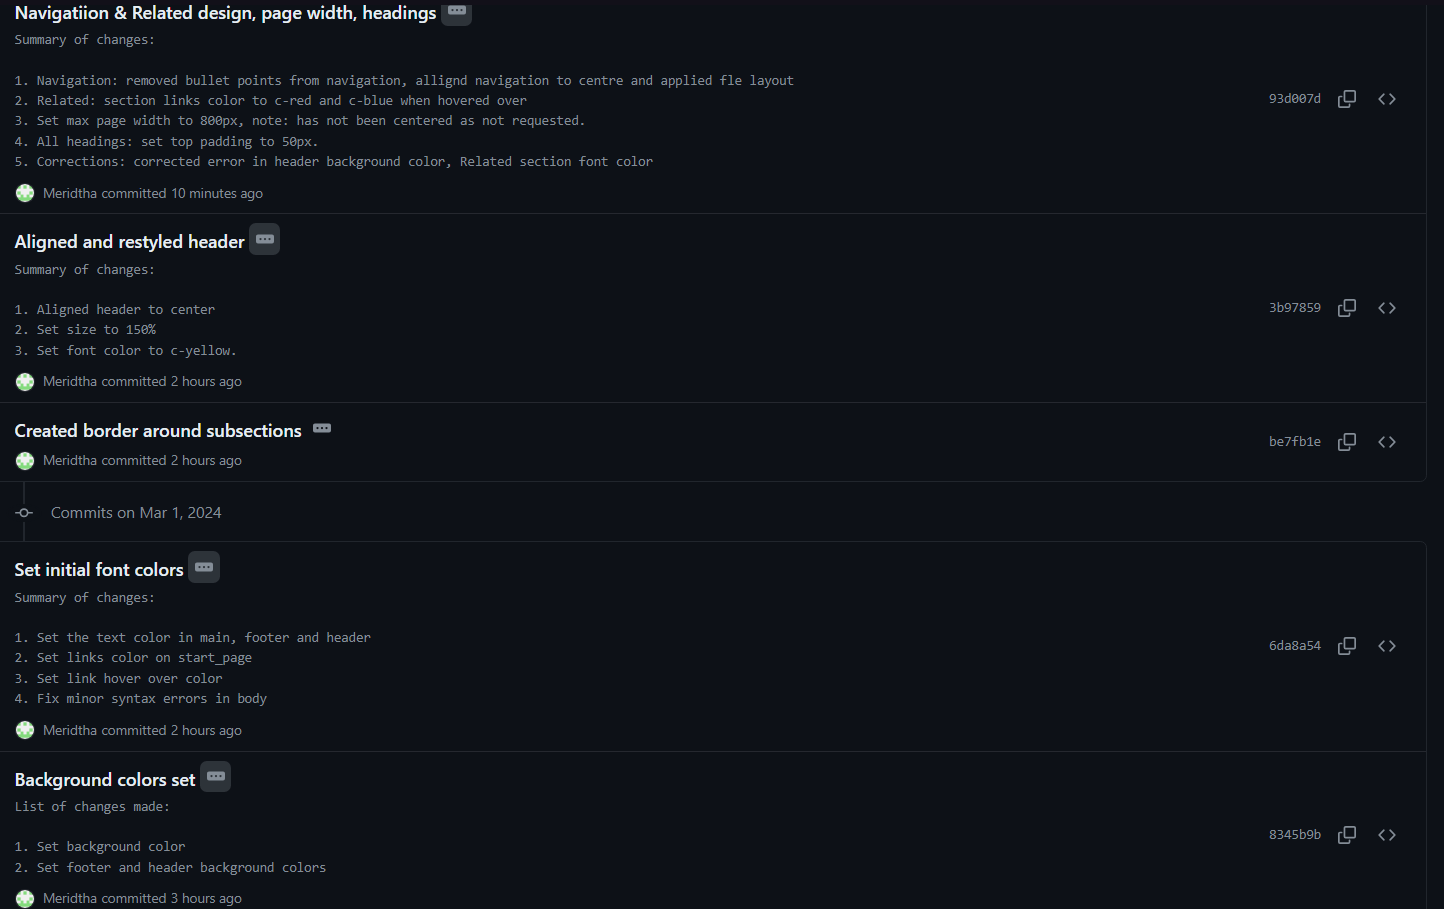 Navigatiion & Related design, page width, headings
Summary of changes:
1. Navigation: removed bullet points from navigation, allignd navigation to centre and applied fle layout
2. Related: section links color to c-red and c-blue when hovered over
93d007d
3. Set max page width to 800px, note: has not been centered as not requested.
4. All headings: set top padding to 50px.
5. Corrections: corrected error in header background color, Related section font color
Meridtha committed 10 minutes ago
Aligned and restyled header
Summary of changes:
1. Aligned header to center
3b97859
2. Set size to 150%
3. Set font color to c-yellow.
Meridtha committed 2 hours ago
Created border around subsections
be7fb1e
Meridtha committed 2 hours ago
Commits on Mar 1, 2024
Set initial font colors
Summary of changes:
1. Set the text color in main, footer and header
6da8a54
2. Set links color on start_page
3. Set link hover over color
4. Fix minor syntax errors in body
Meridtha committed 2 hours ago
Background colors set
List of changes made:
8345b9b
1. Set background color
2. Set footer and header background colors
Meridtha committed 3 hours ago